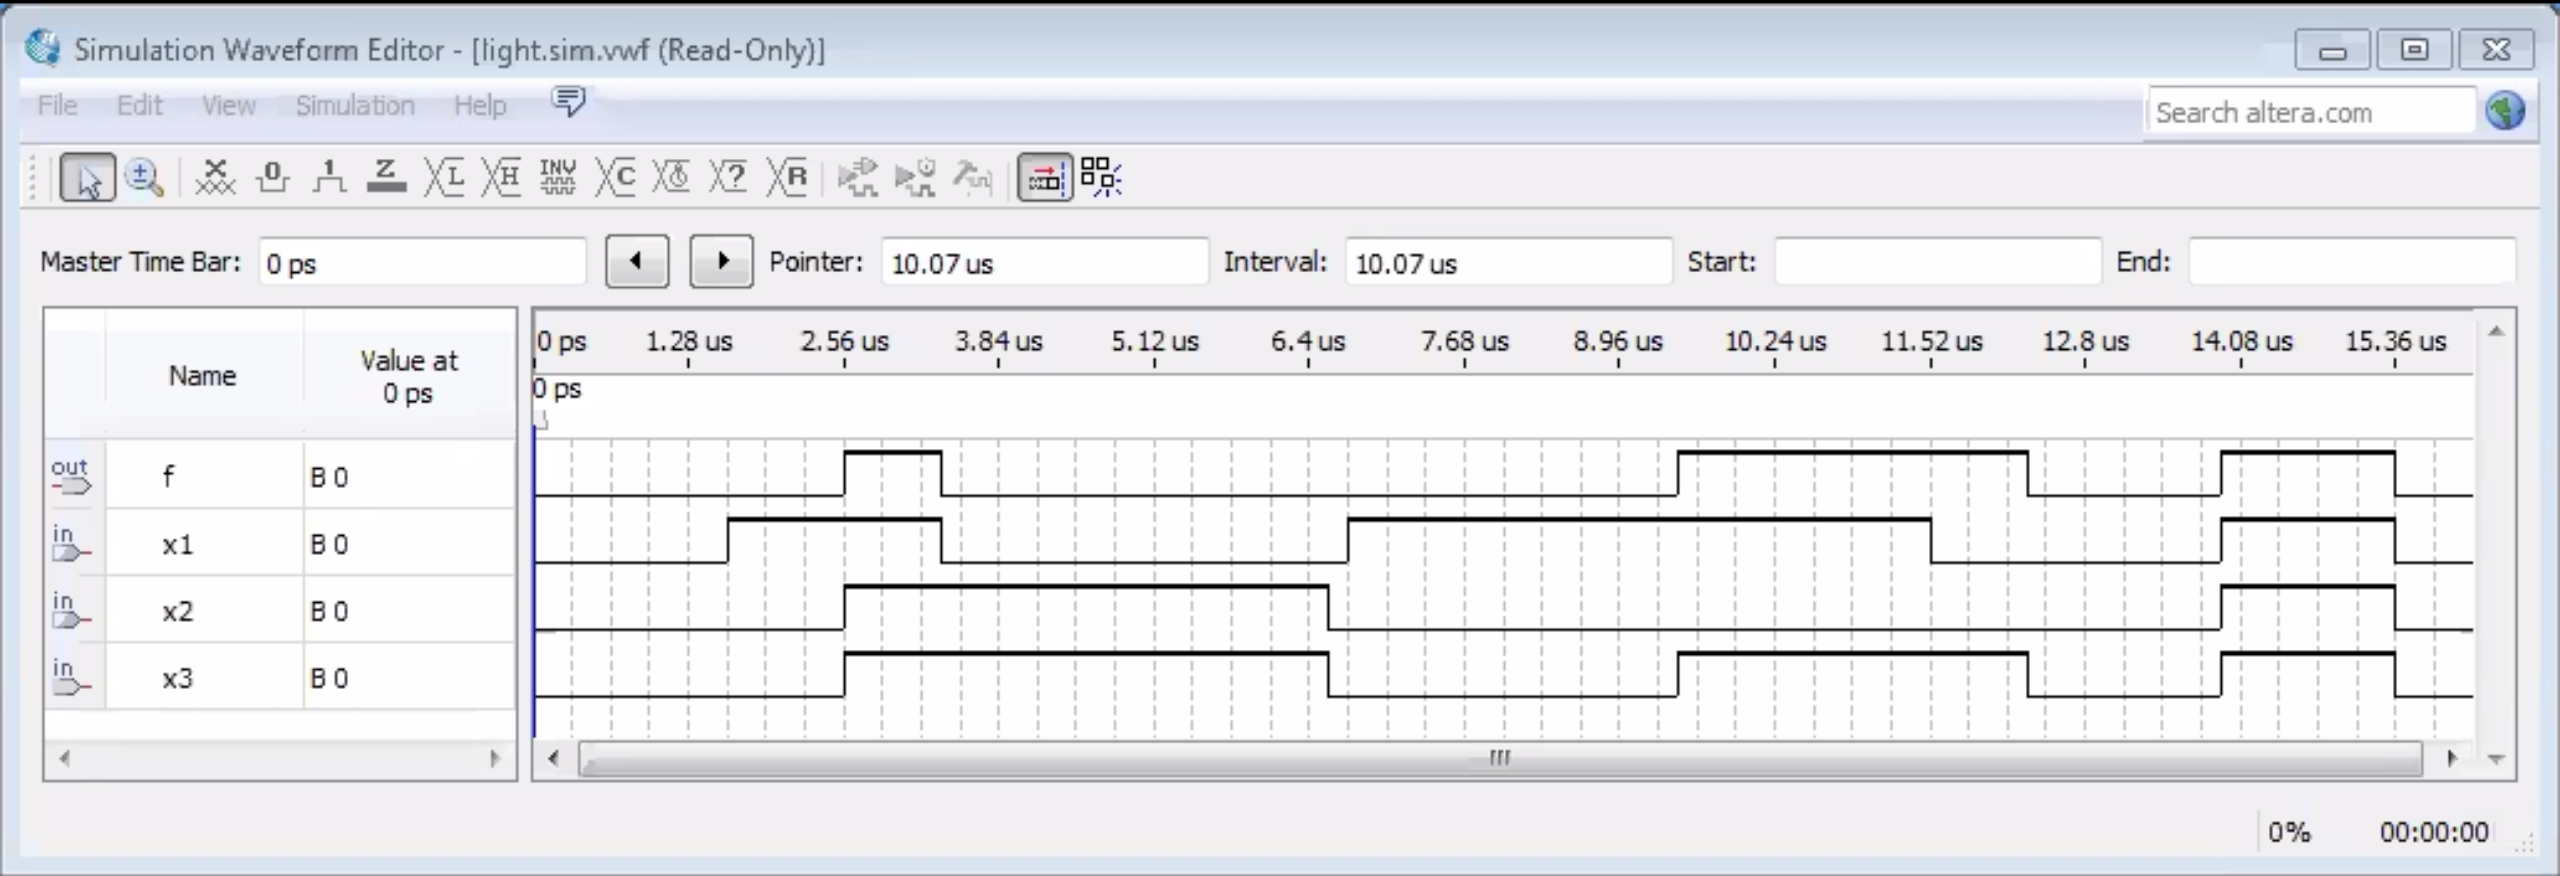 Simulation Waveform Editor - [light.sim.vwf (Read-Only)]
File Edit View Simulation Help
Search altera.com
X 0 1 Z L H INV C ? R
Master Time Bar: 0 ps Pointer: 10.07 us Interval: 10.07 us Start: End:
Name Value at 0 ps
0 ps 1.28 us 2.56 us 3.84 us 5.12 us 6.4 us 7.68 us 8.96 us 10.24 us 11.52 us 12.8 us 14.08 us 15.36 us
0 ps
out f B 0
in x1 B 0
in x2 B 0
in x3 B 0
0% 00:00:00